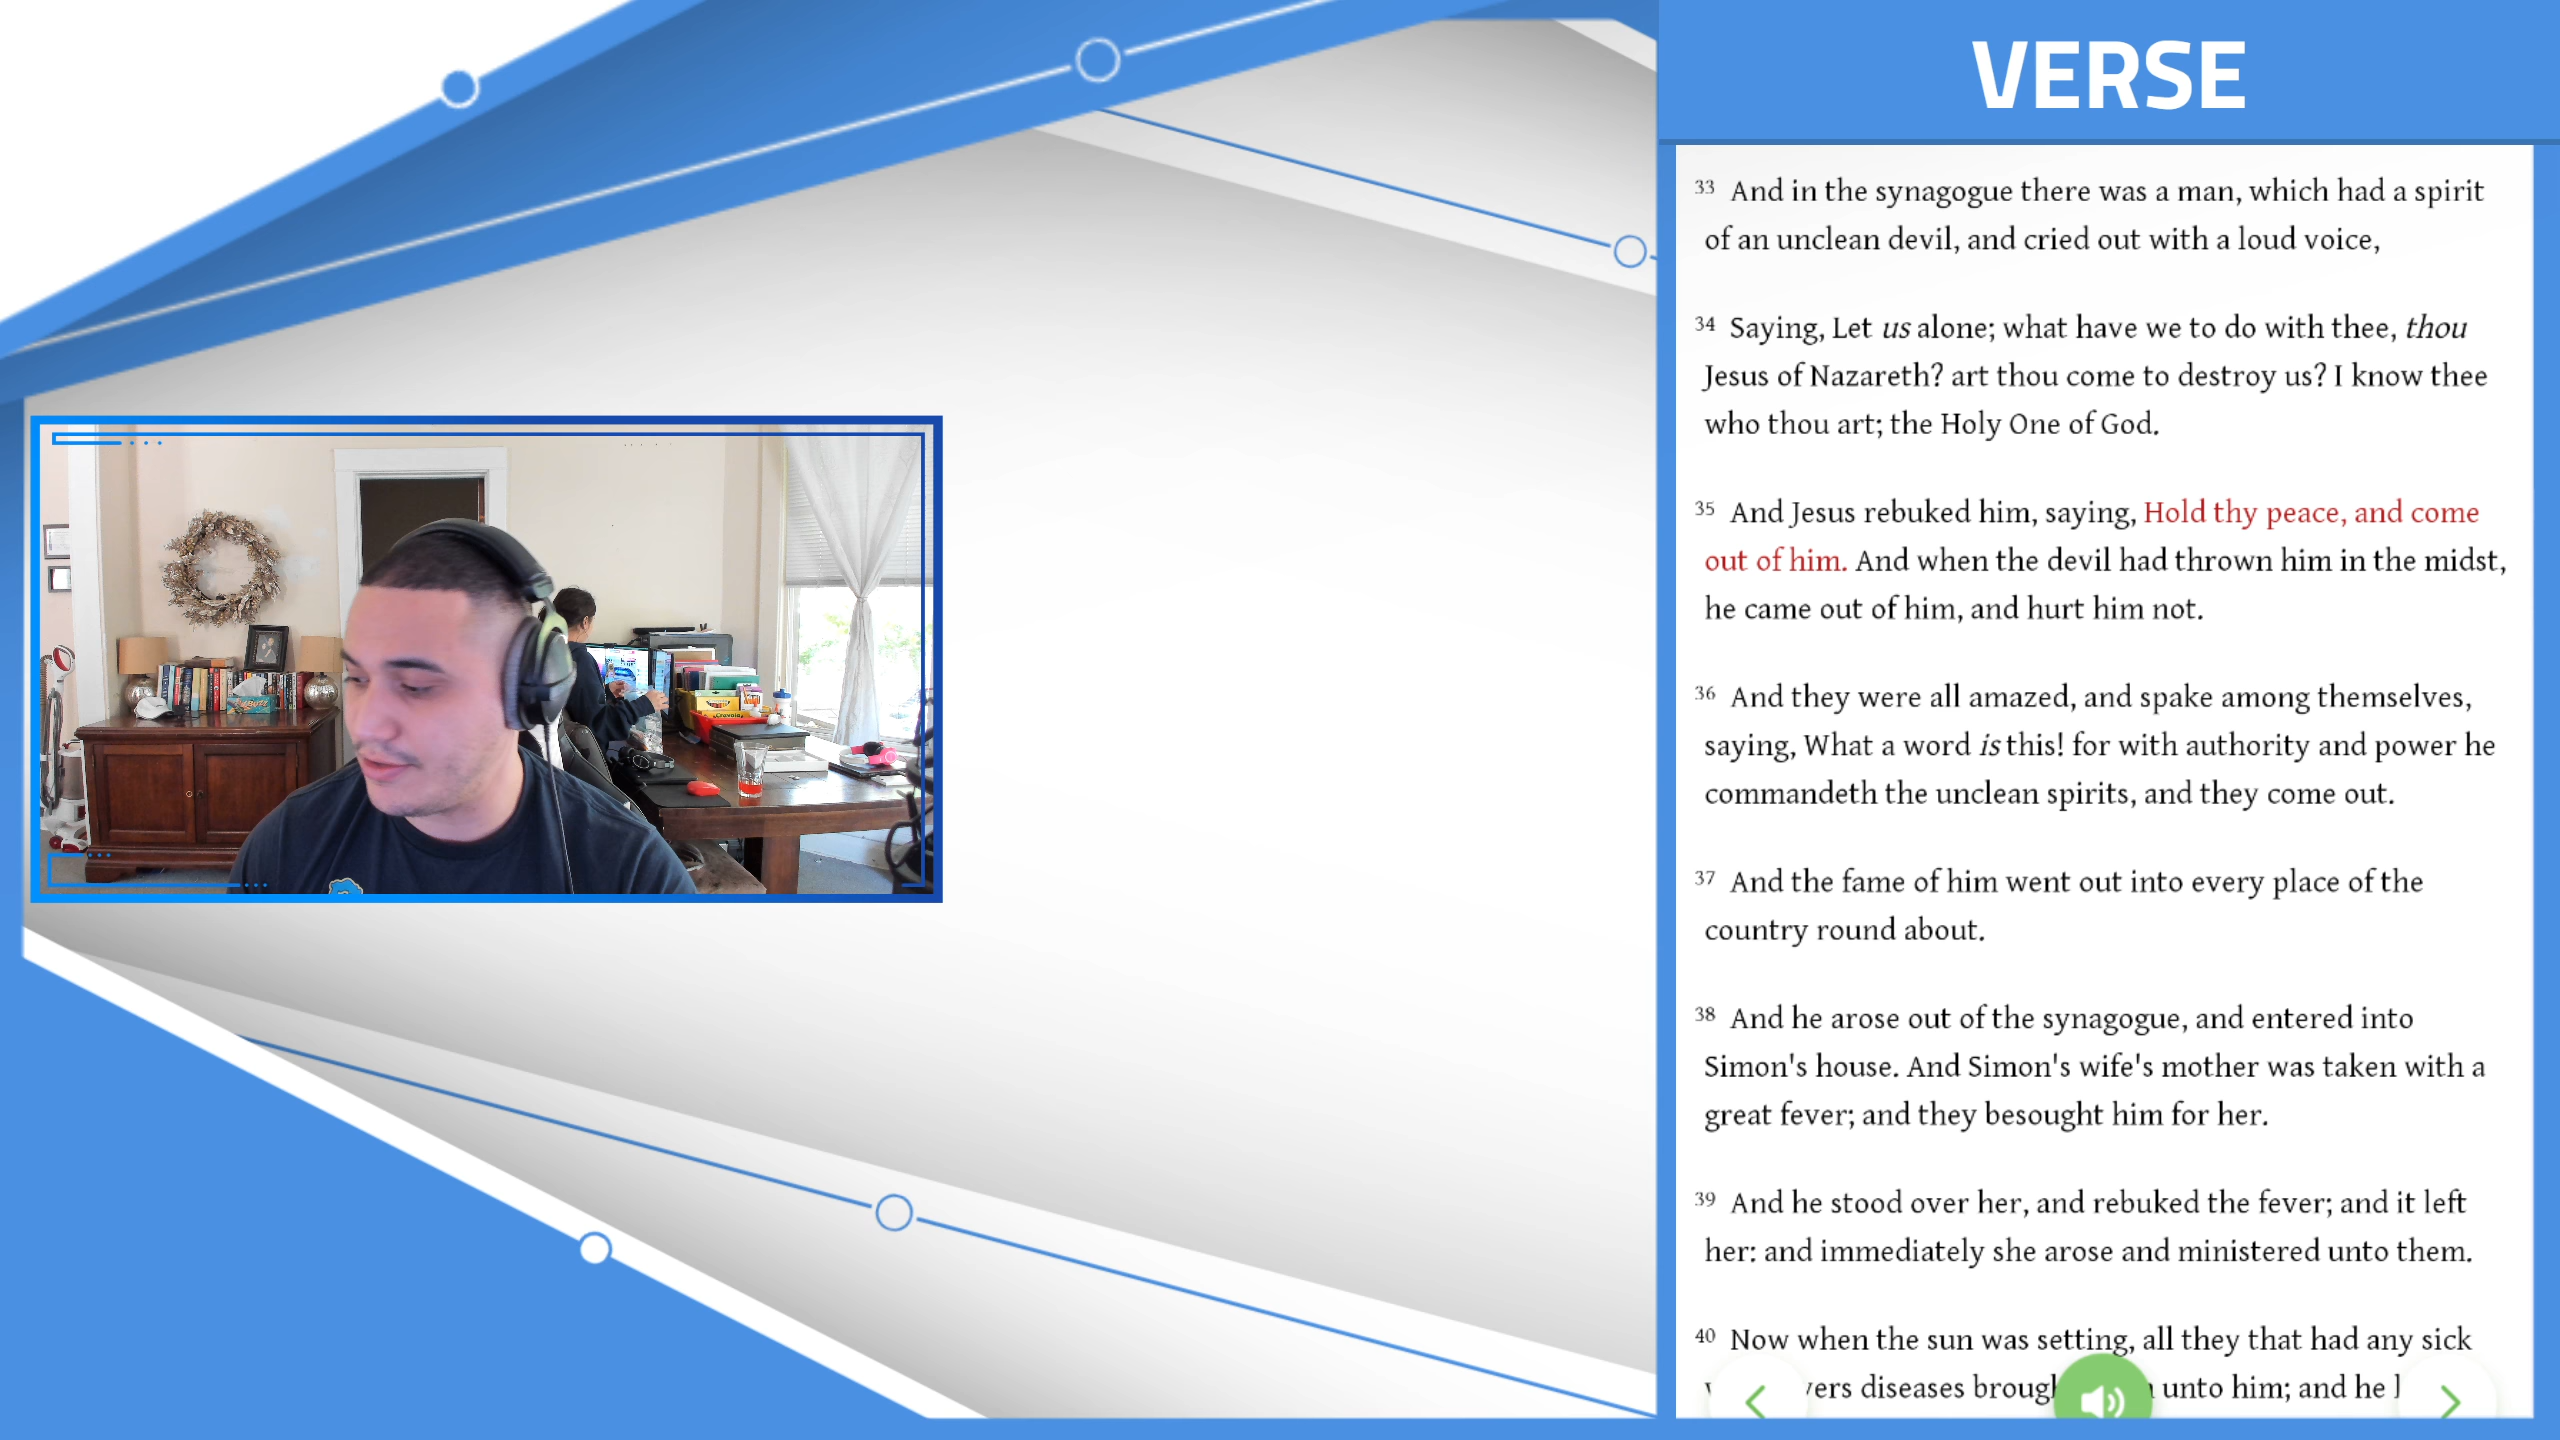 VERSE
33 And in the synagogue there was a man, which had a spirit
of an unclean devil, and cried out with a loud voice,
34 Saying, Let us alone; what have we to do with thee, thou
Jesus of Nazareth? art thou come to destroy us? I know thee
who thou art; the Holy One of God.
35 And Jesus rebuked him, saying, Hold thy peace, and come
out of him. And when the devil had thrown him in the midst,
he came out of him, and hurt him not.
36 And they were all amazed, and spake among themselves,
saying, What a word is this! for with authority and power he
commandeth the unclean spirits, and they come out.
37 And the fame of him went out into every place of the
country round about.
38 And he arose out of the synagogue, and entered into
Simon's house. And Simon's wife's mother was taken with a
great fever; and they besought him for her.
39 And he stood over her, and rebuked the fever; and it left
her: and immediately she arose and ministered unto them.
40 Now when the sun was setting, all they that had any sick
diseases unto him; and he
Crayola